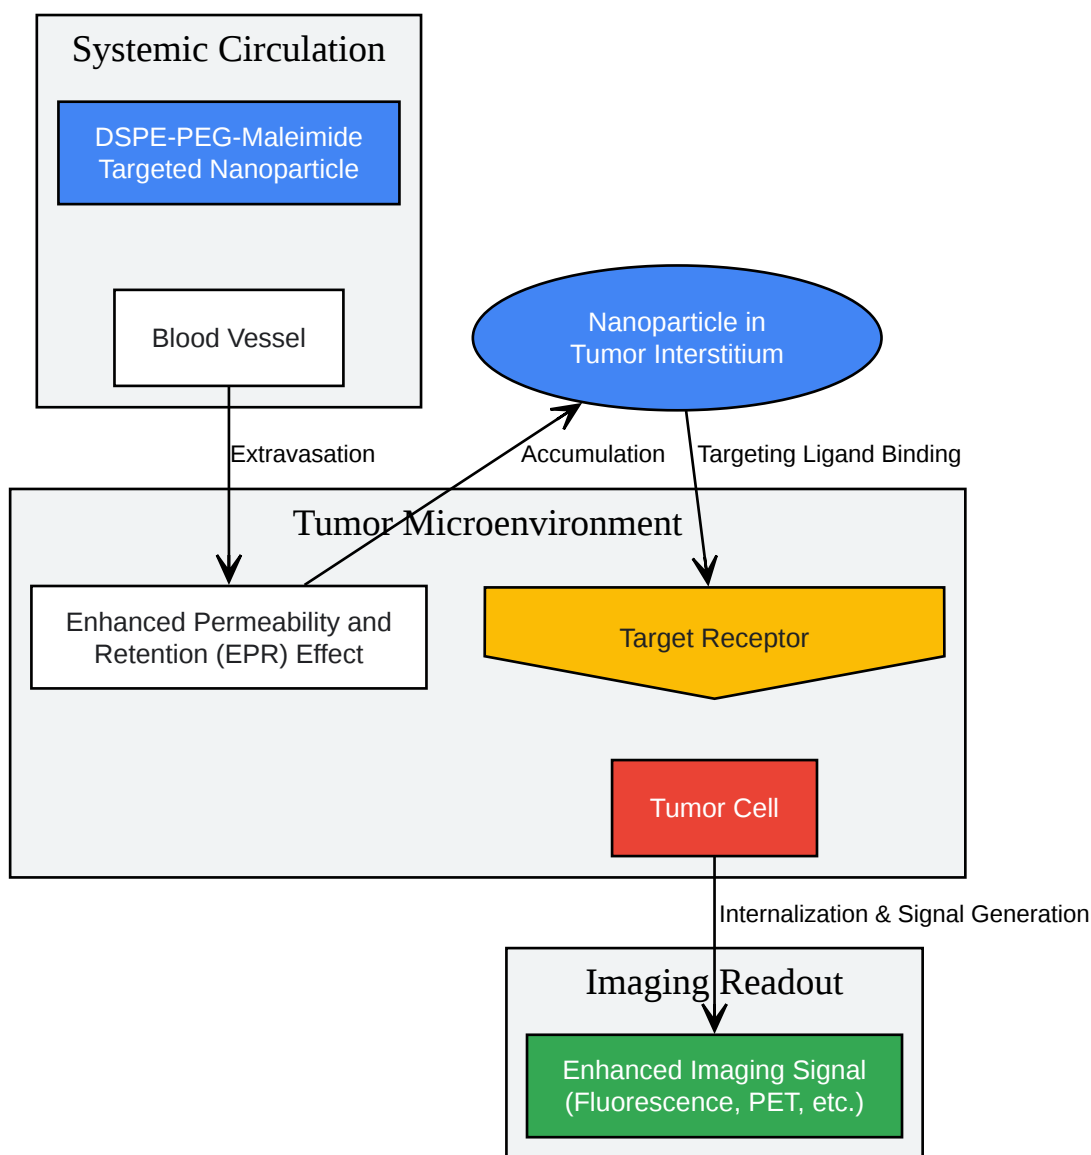 Systemic Circulation
DSPE-PEG-Maleimide
Targeted Nanoparticle
Blood Vessel
Nanoparticle in
Tumor Interstitium
Extravasation
Accumulation
Targeting Ligand Binding
Tumor Microenvironment
Enhanced Permeability and
Retention (EPR) Effect
Target Receptor
Tumor Cell
Internalization & Signal Generation
Imaging Readout
Enhanced Imaging Signal
(Fluorescence, PET, etc.)